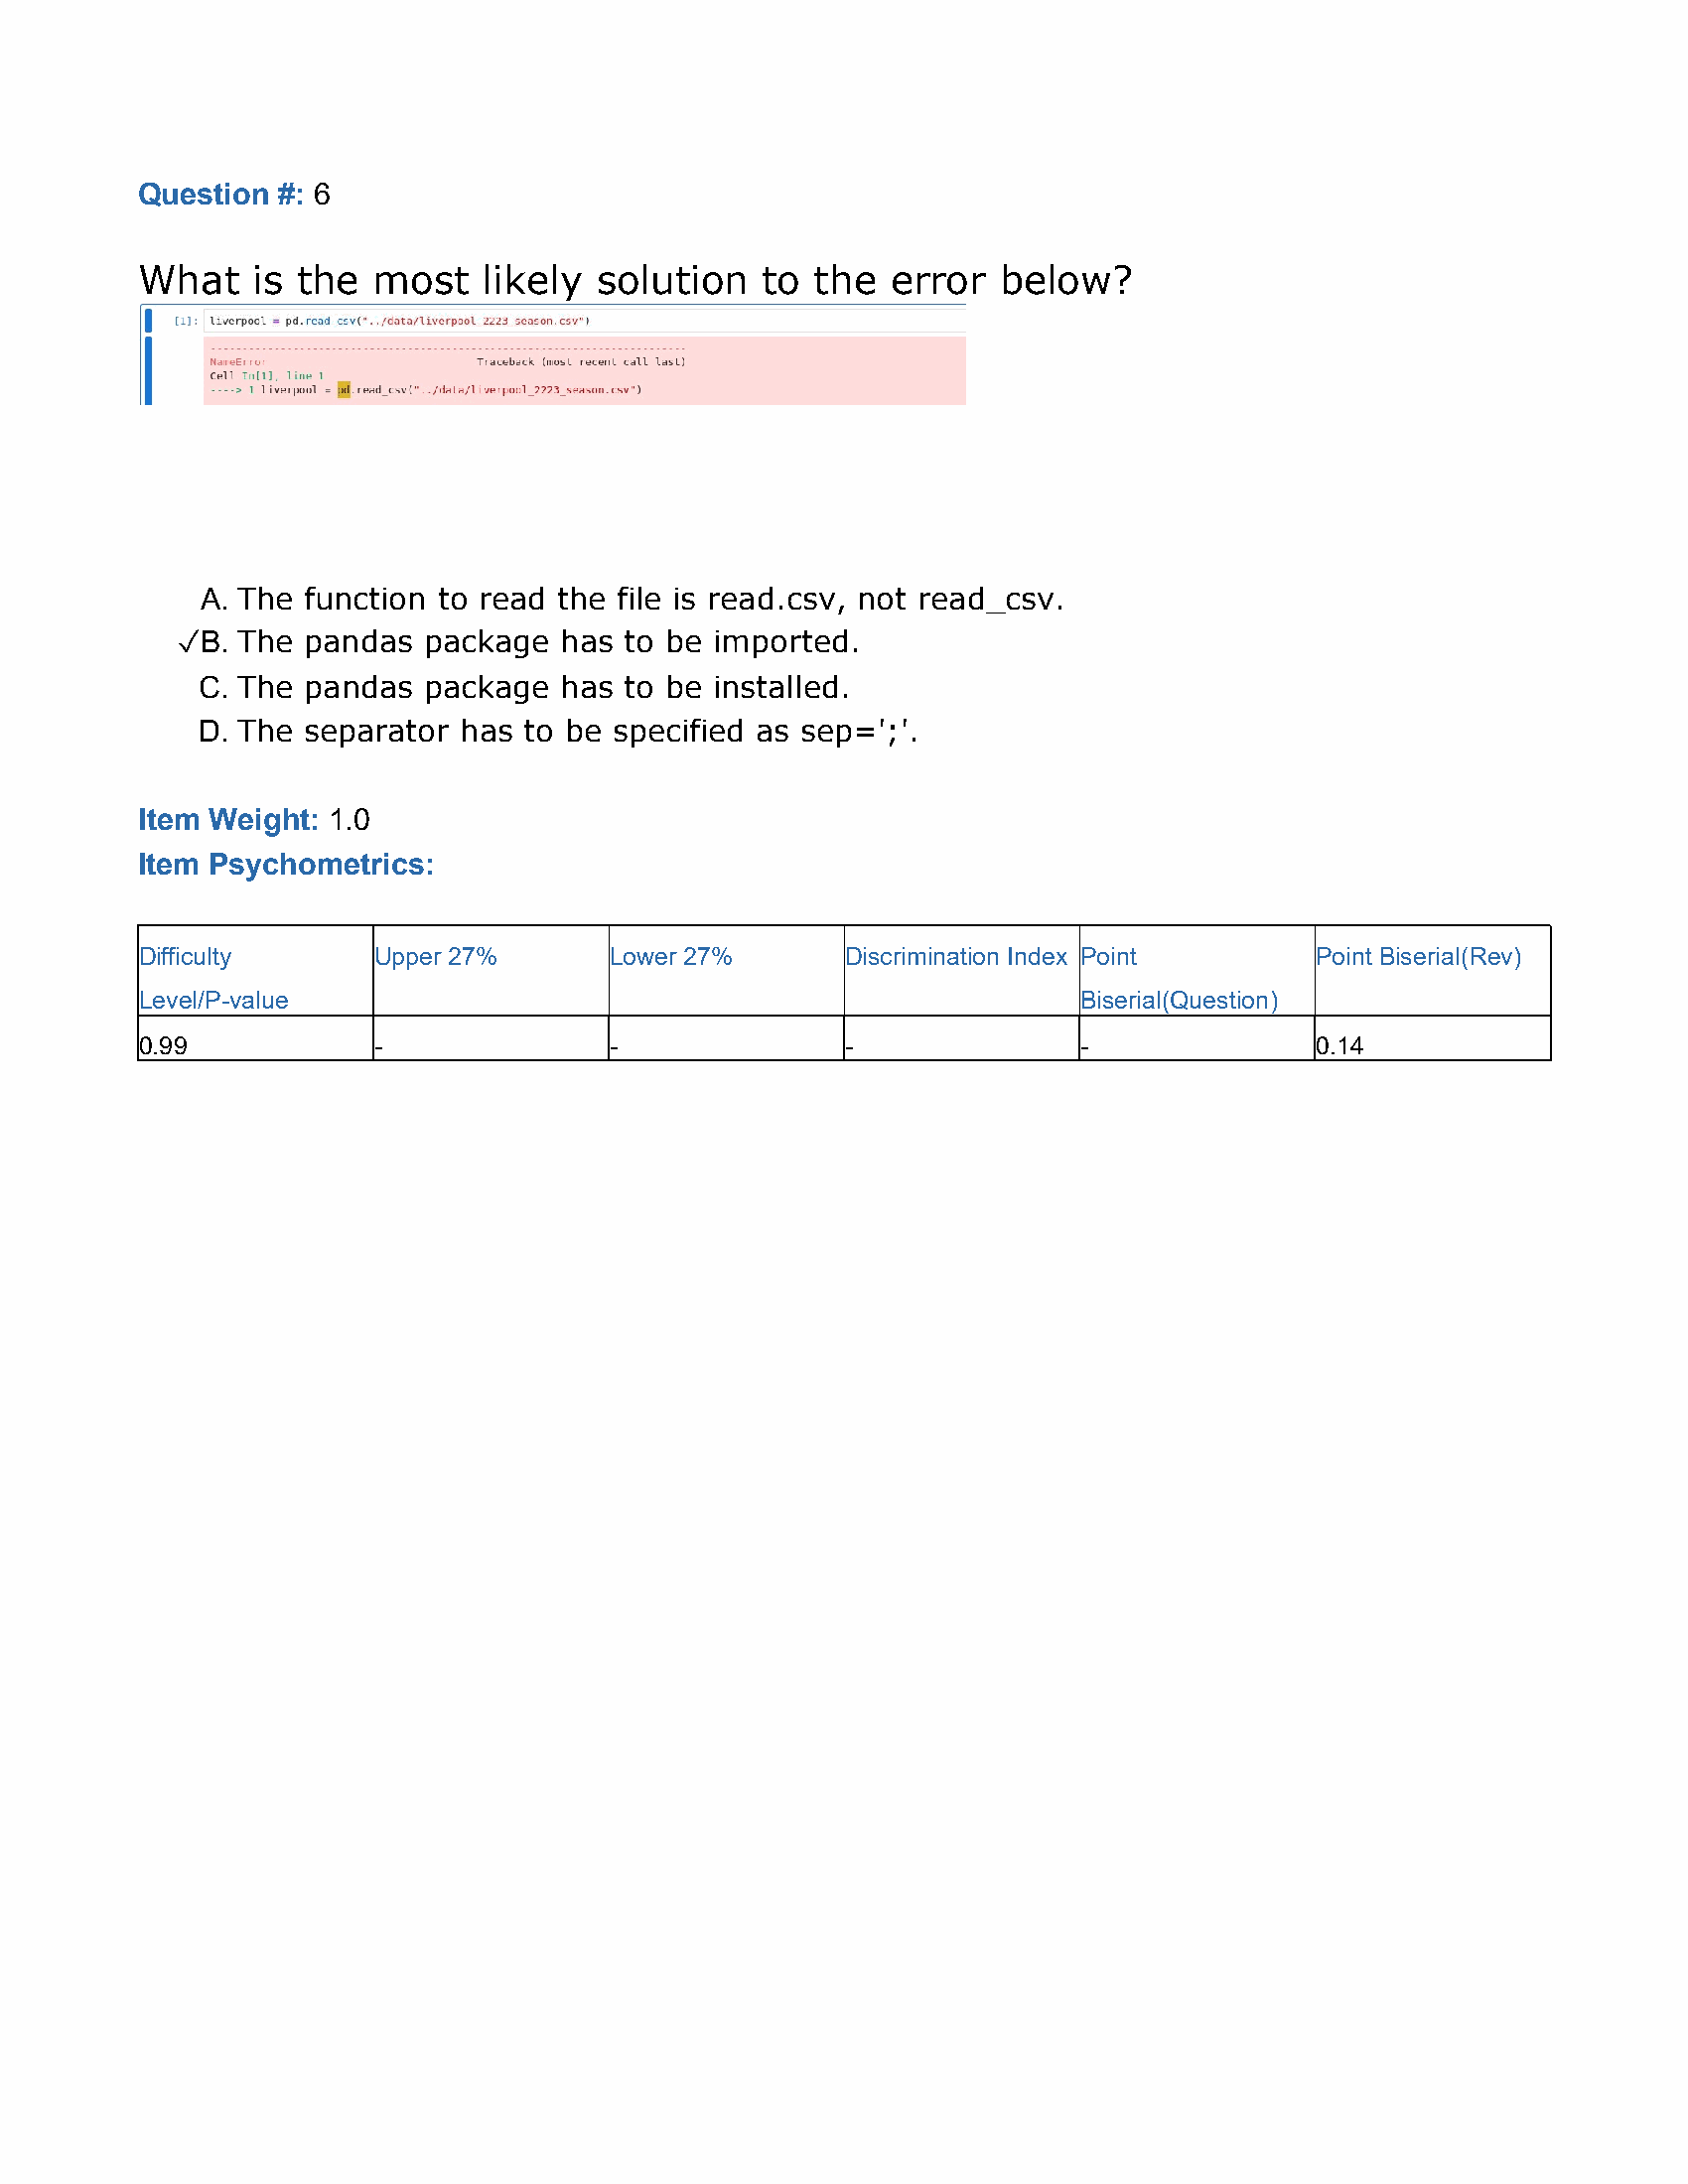 Question #: 6
What is the most likely solution to the error below?
[1]: liverpool = pd.read_csv("../data/liverpool_2223_season.csv")
---------------------------------------------------------------------------
NameError Traceback (most recent call last)
Cell In[1], line 1
----> 1 liverpool = pd.read_csv("../data/liverpool_2223_season.csv")
A. The function to read the file is read.csv, not read_csv.
✓B. The pandas package has to be imported.
C. The pandas package has to be installed.
D. The separator has to be specified as sep=';'.
Item Weight: 1.0
Item Psychometrics:
Difficulty Level/P-value Upper 27% Lower 27% Discrimination Index Point Biserial(Question) Point Biserial(Rev)
0.99 - - - - 0.14